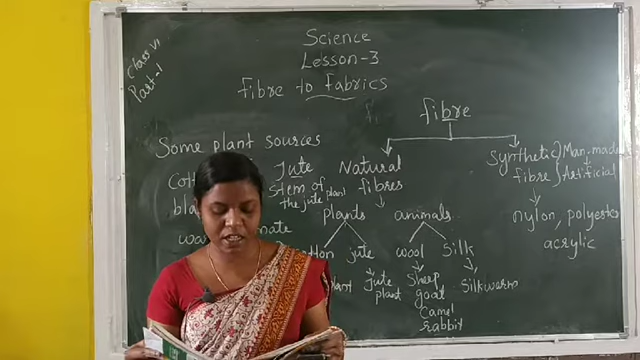 Class VI
Part-1
Science
Lesson-3
Fibre to Fabrics
Some plant sources
Jute
Stem of
the jute plant
fibre
Natural
fibres
plants animals
jute wool Silk
Jute
plant
Sheep
goat
Camel
rabbit
Silkworm
Synthetic
fibre
Man-made
Artificial
nylon, polyester
acrylic